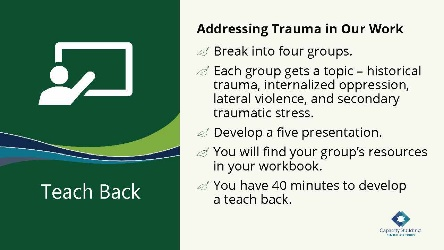 Addressing Trauma in Our Work
Break into four groups.
Each group gets a topic – historical
trauma, internalized oppression,
lateral violence, and secondary
traumatic stress.
Develop a five presentation.
You will find your group's resources
in your workbook.
You have 40 minutes to develop
a teach back.
Teach Back